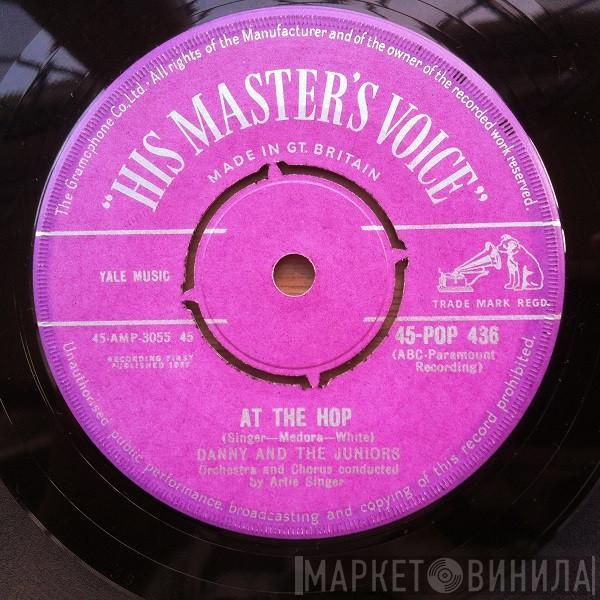 The Gramophone Co., Ltd. All rights of the Manufacturer and of the owner of the recorded work reserved.
"HIS MASTER'S VOICE"
MADE IN GT. BRITAIN
YALE MUSIC
TRADE MARK REGD.
45-AMP-3055 45
RECORDING FIRST
PUBLISHED 1957
45-POP 436
(ABC-Paramount
Recording)
AT THE HOP
(Singer—Medora—White)
DANNY AND THE JUNIORS
Orchestra and Chorus conducted
by Artie Singer
Unauthorised public performance, broadcasting and copying of this record prohibited.
МАРКЕТ ВИНИЛА